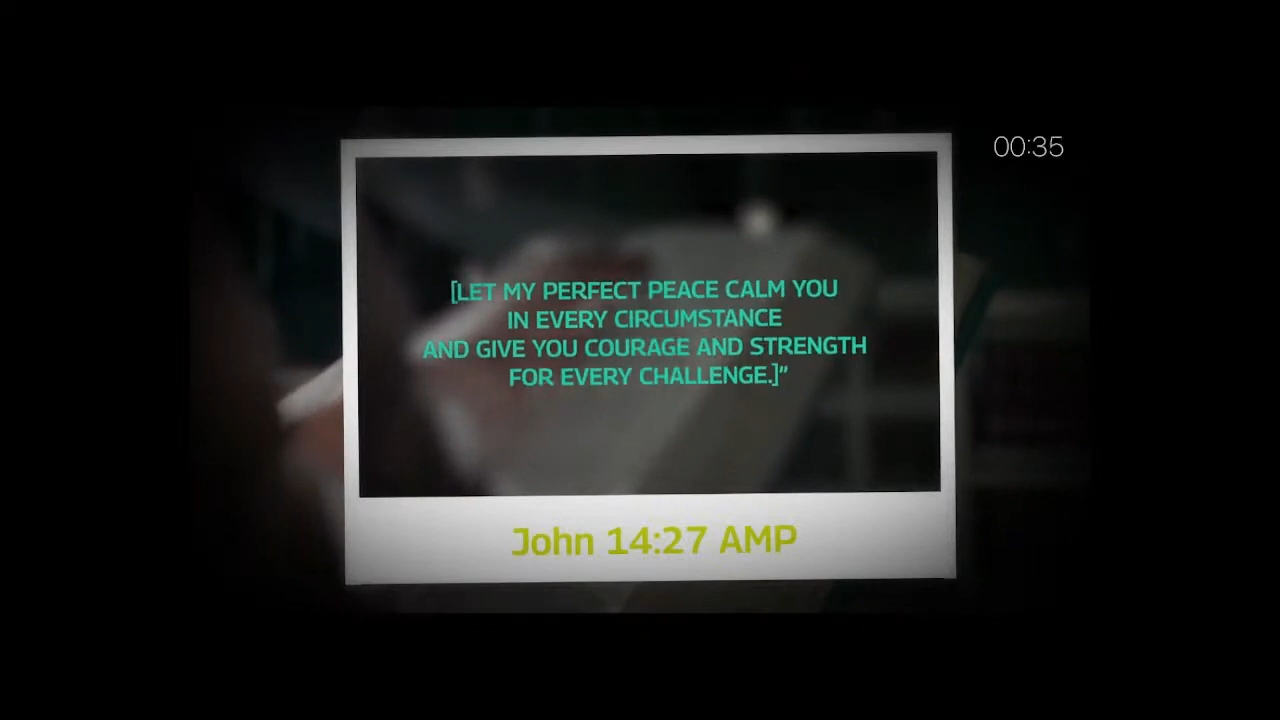 00:35
[LET MY PERFECT PEACE CALM YOU
IN EVERY CIRCUMSTANCE
AND GIVE YOU COURAGE AND STRENGTH
FOR EVERY CHALLENGE.]”
John 14:27 AMP